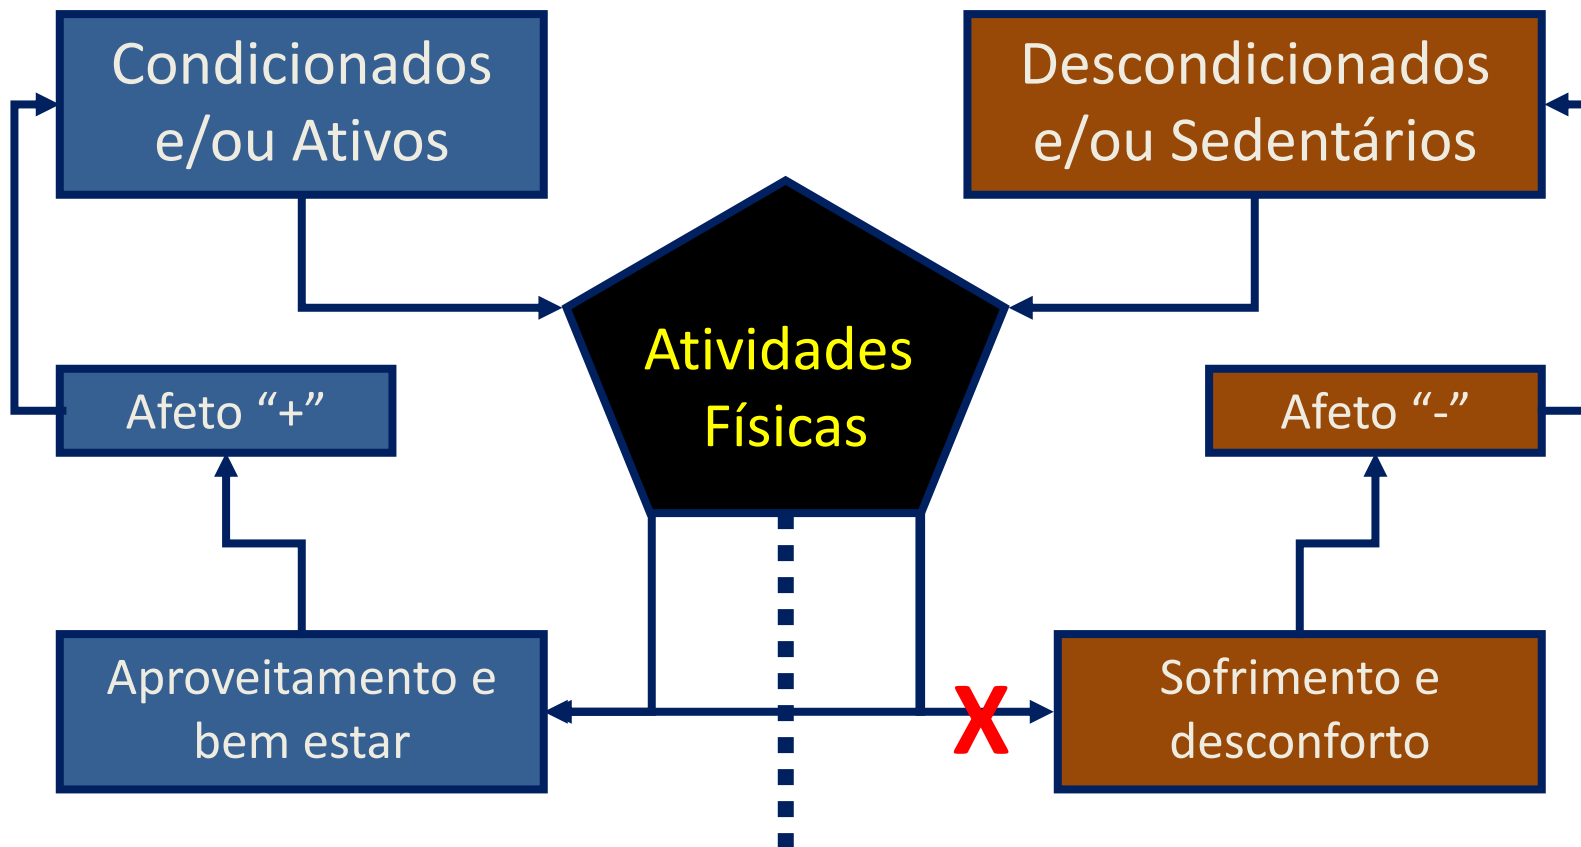 Condicionados
e/ou Ativos
Descondicionados
e/ou Sedentários
Atividades
Físicas
Afeto “+”
Afeto “-”
Aproveitamento e
bem estar
X
Sofrimento e
desconforto